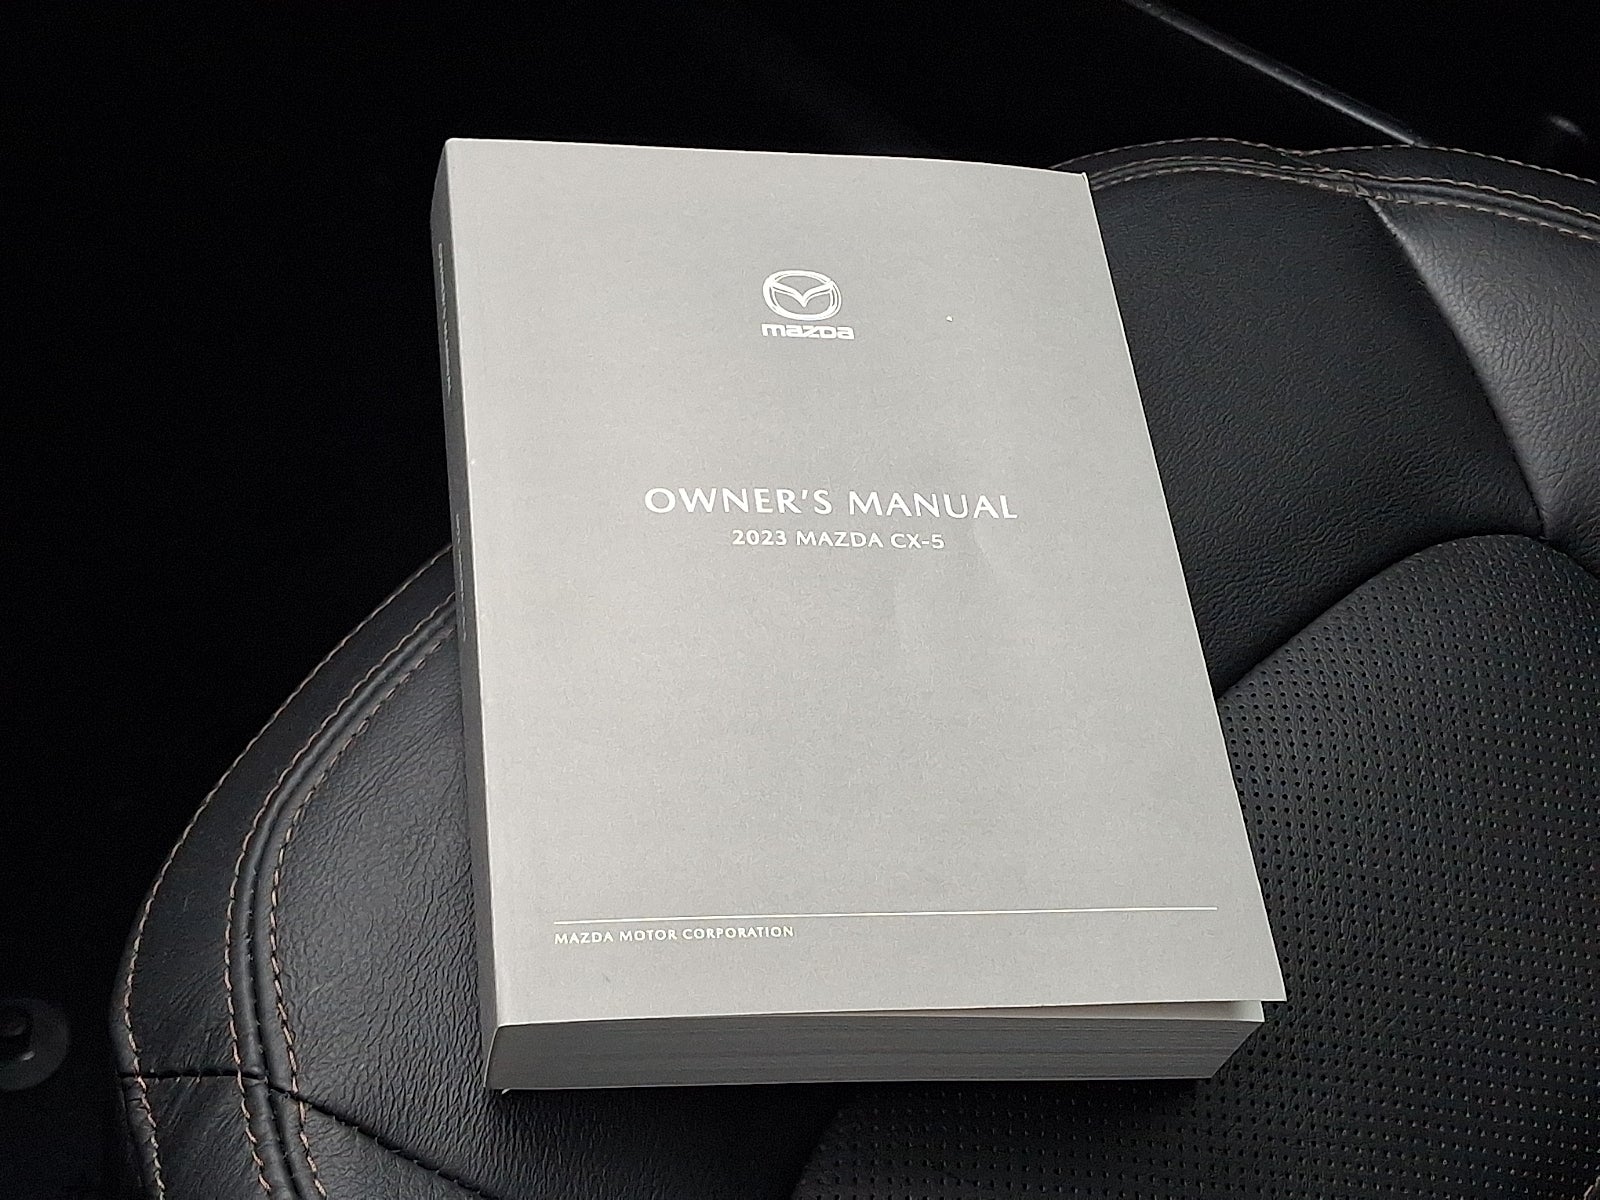 mazda
OWNER'S MANUAL
2023 MAZDA CX-5
MAZDA MOTOR CORPORATION